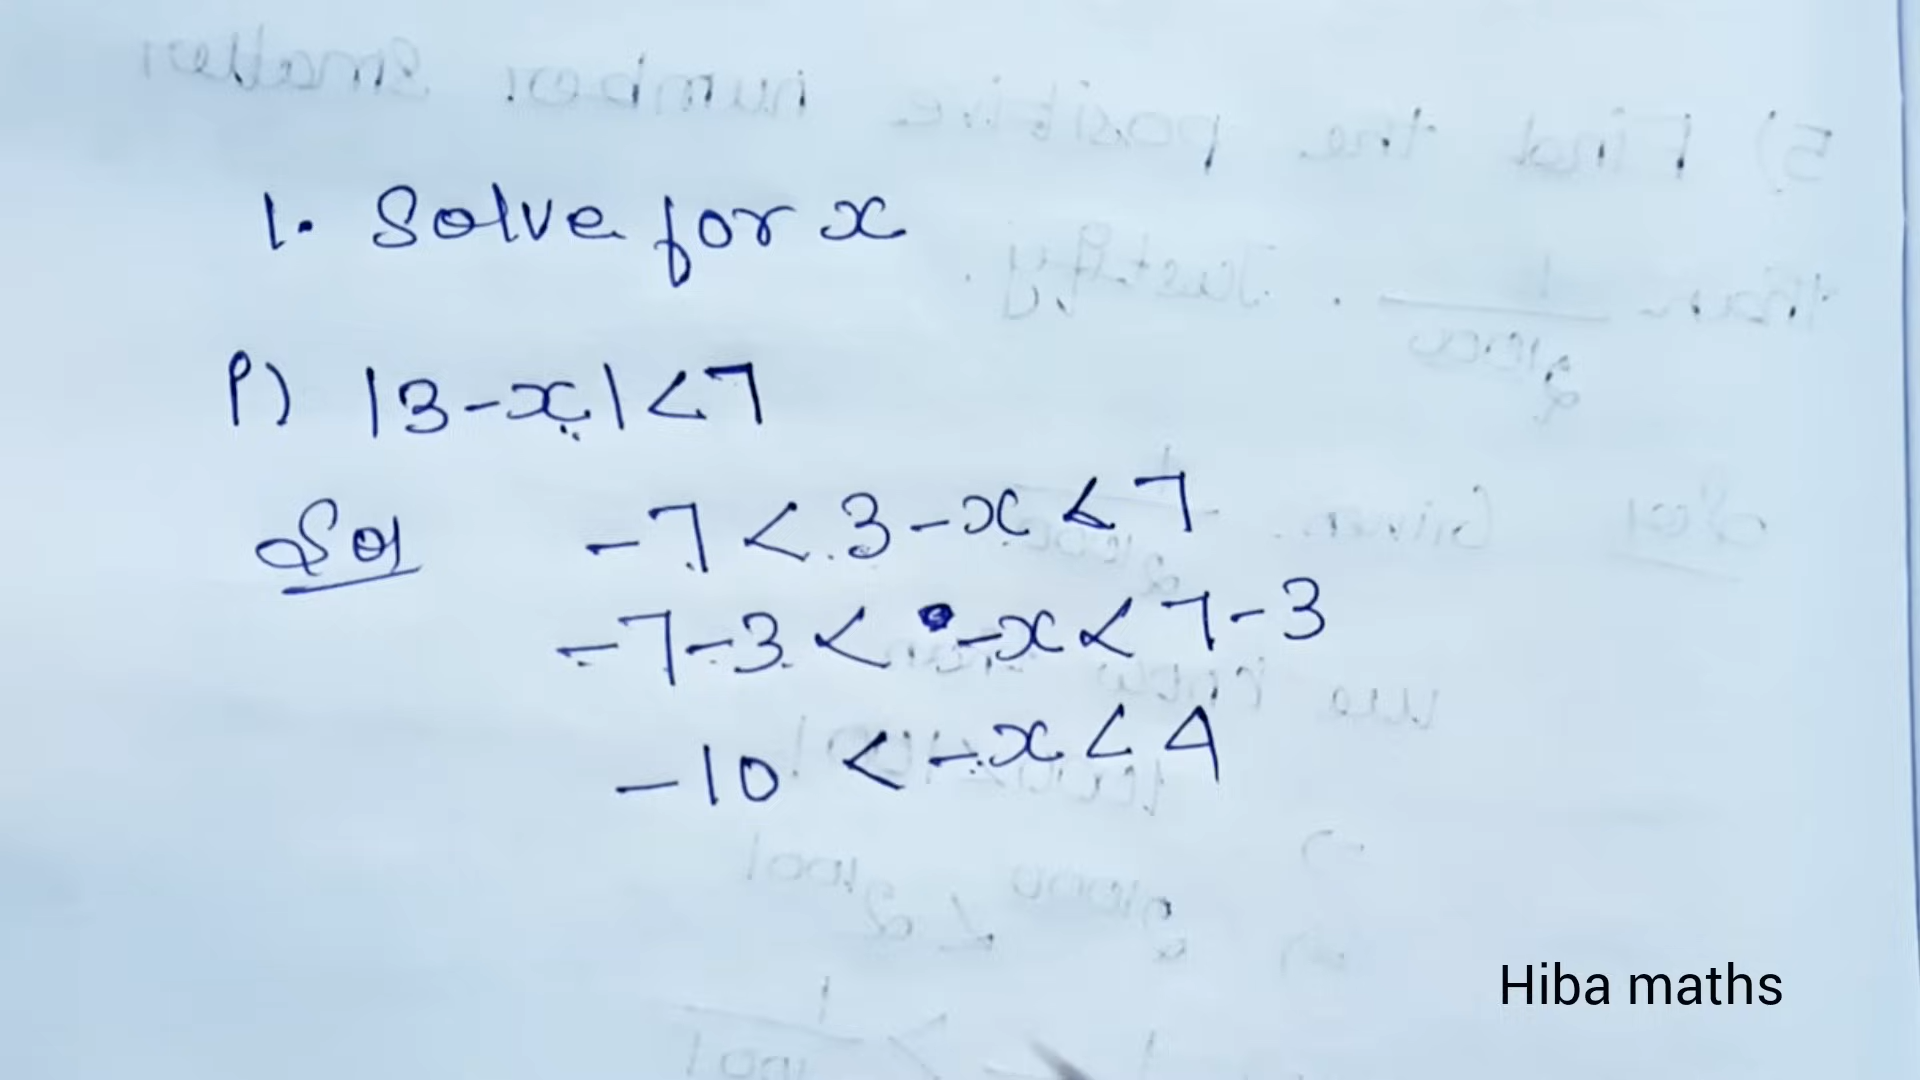 1. Solve for x
i) |3-x|<7
Sol -7<3-x<7
-7-3<-x<7-3
-10<-x<4
Hiba maths